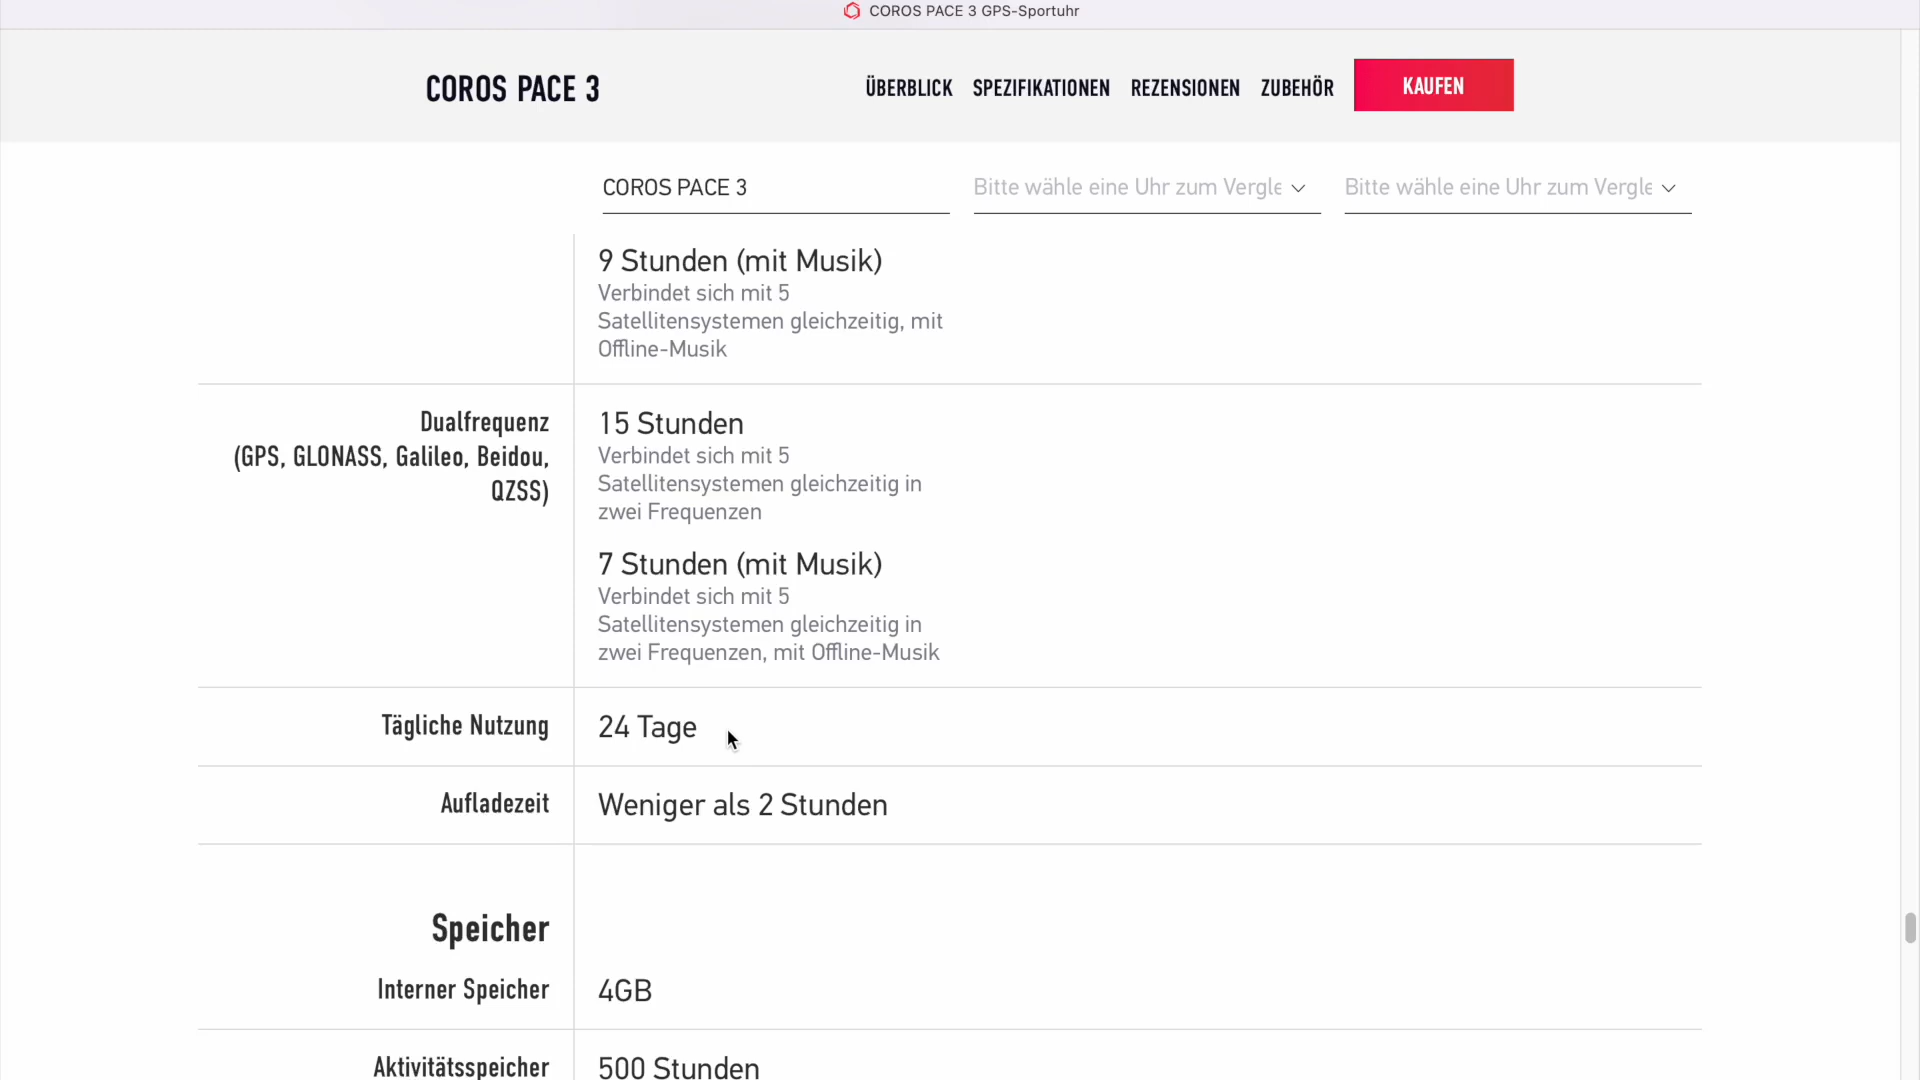 COROS PACE 3 GPS-Sportuhr
COROS PACE 3
ÜBERBLICK SPEZIFIKATIONEN REZENSIONEN ZUBEHÖR KAUFEN
COROS PACE 3 Bitte wähle eine Uhr zum Vergle Bitte wähle eine Uhr zum Vergle
9 Stunden (mit Musik)
Verbindet sich mit 5
Satellitensystemen gleichzeitig, mit
Offline-Musik
Dualfrequenz
(GPS, GLONASS, Galileo, Beidou,
QZSS)
15 Stunden
Verbindet sich mit 5
Satellitensystemen gleichzeitig in
zwei Frequenzen
7 Stunden (mit Musik)
Verbindet sich mit 5
Satellitensystemen gleichzeitig in
zwei Frequenzen, mit Offline-Musik
Tägliche Nutzung
24 Tage
Aufladezeit
Weniger als 2 Stunden
Speicher
Interner Speicher
4GB
Aktivitätsspeicher
500 Stunden